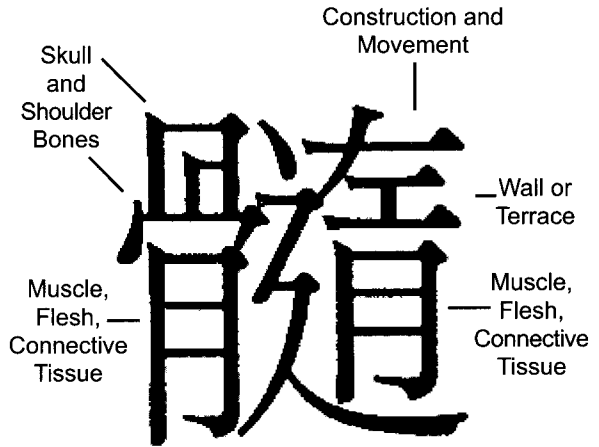 Construction and
Movement
Skull
and
Shoulder
Bones
髓
Wall or
Terrace
Muscle,
Flesh,
Connective
Tissue
Muscle,
Flesh,
Connective
Tissue